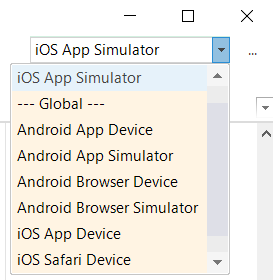 iOS App Simulator
...
iOS App Simulator
--- Global ---
Android App Device
Android App Simulator
Android Browser Device
Android Browser Simulator
iOS App Device
iOS Safari Device